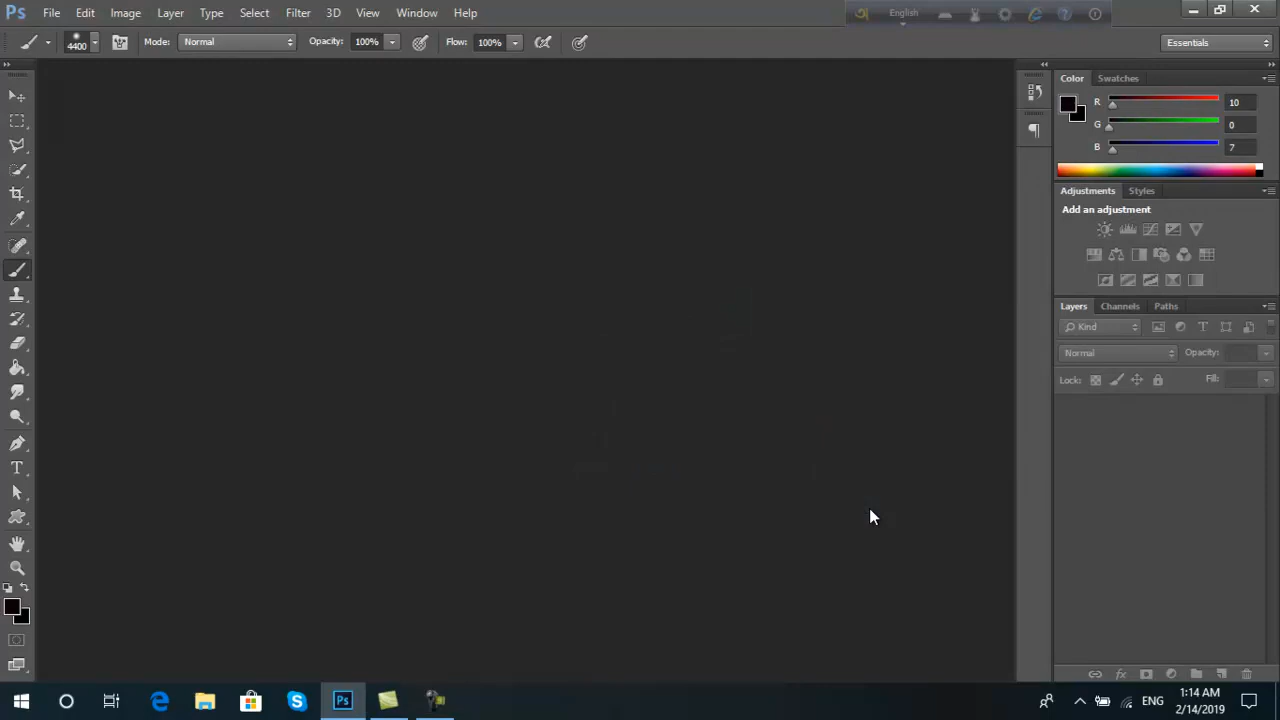 Ps File Edit Image Layer Type Select Filter 3D View Window Help
English
4400 Mode: Normal Opacity: 100% Flow: 100% Essentials
Color Swatches
R 10
G 0
B 7
Adjustments Styles
Add an adjustment
Layers Channels Paths
Kind
Normal Opacity:
Lock: Fill:
Ps ENG 1:14 AM
2/14/2019